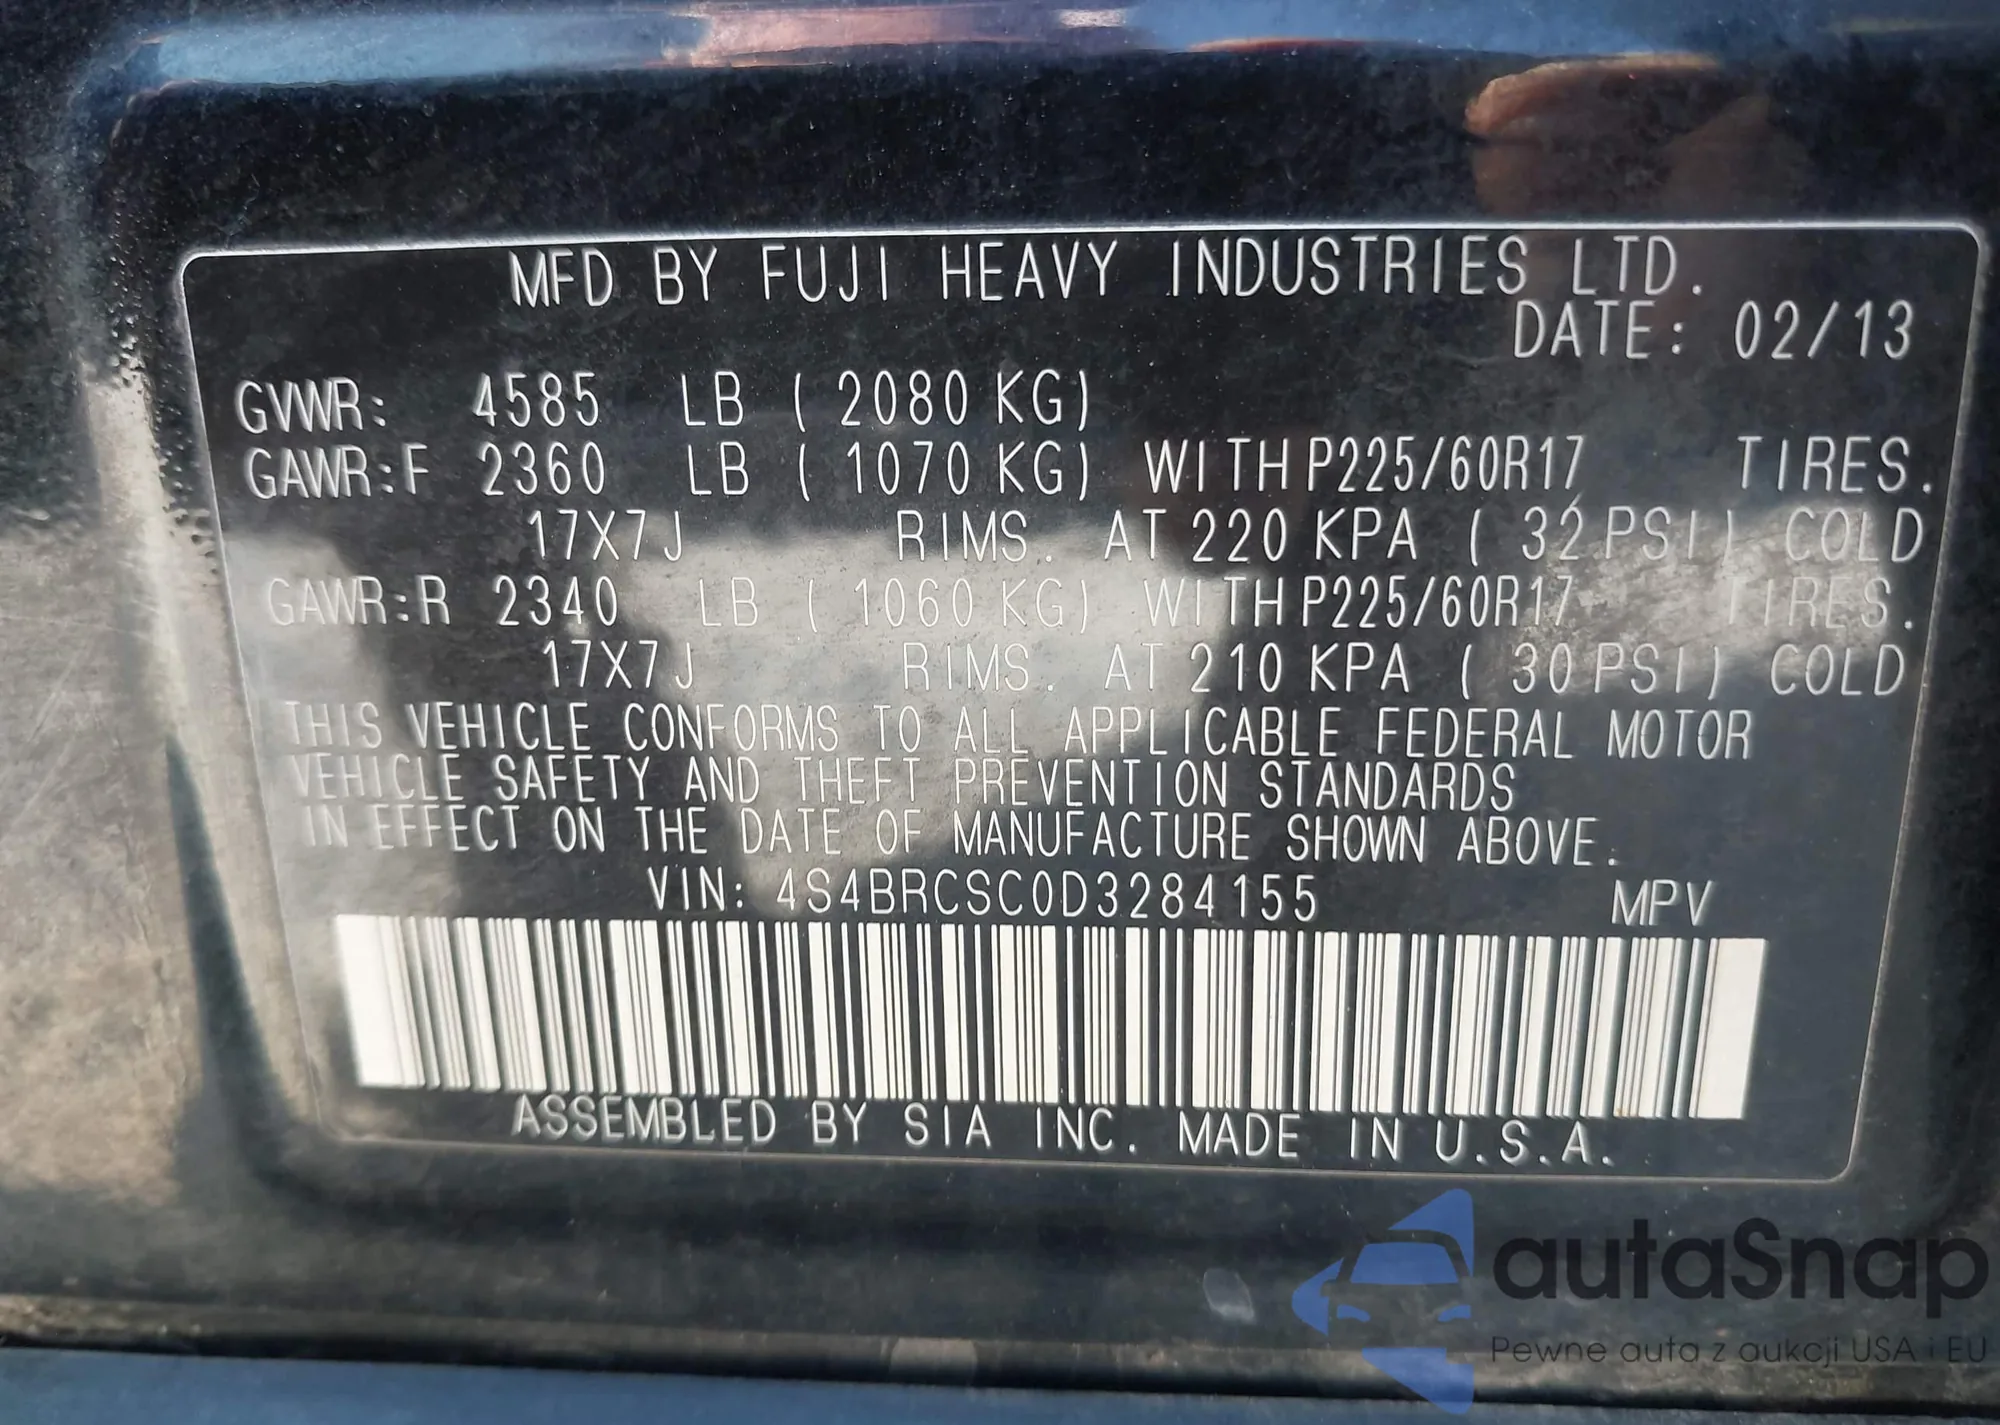 MFD BY FUJI HEAVY INDUSTRIES LTD.
DATE: 02/13
GVWR: 4585 LB ( 2080 KG)
GAWR:F 2360 LB ( 1070 KG) WITH P225/60R17 TIRES.
17X7J RIMS. AT 220 KPA ( 32 PSI) COLD
GAWR:R 2340 LB ( 1060 KG) WITH P225/60R17 TIRES.
17X7J RIMS. AT 210 KPA ( 30 PSI) COLD
THIS VEHICLE CONFORMS TO ALL APPLICABLE FEDERAL MOTOR
VEHICLE SAFETY AND THEFT PREVENTION STANDARDS
IN EFFECT ON THE DATE OF MANUFACTURE SHOWN ABOVE.
VIN: 4S4BRCSC0D3284155 MPV
ASSEMBLED BY SIA INC. MADE IN U.S.A.
autaSnap
Pewne auta z aukcji USA i EU